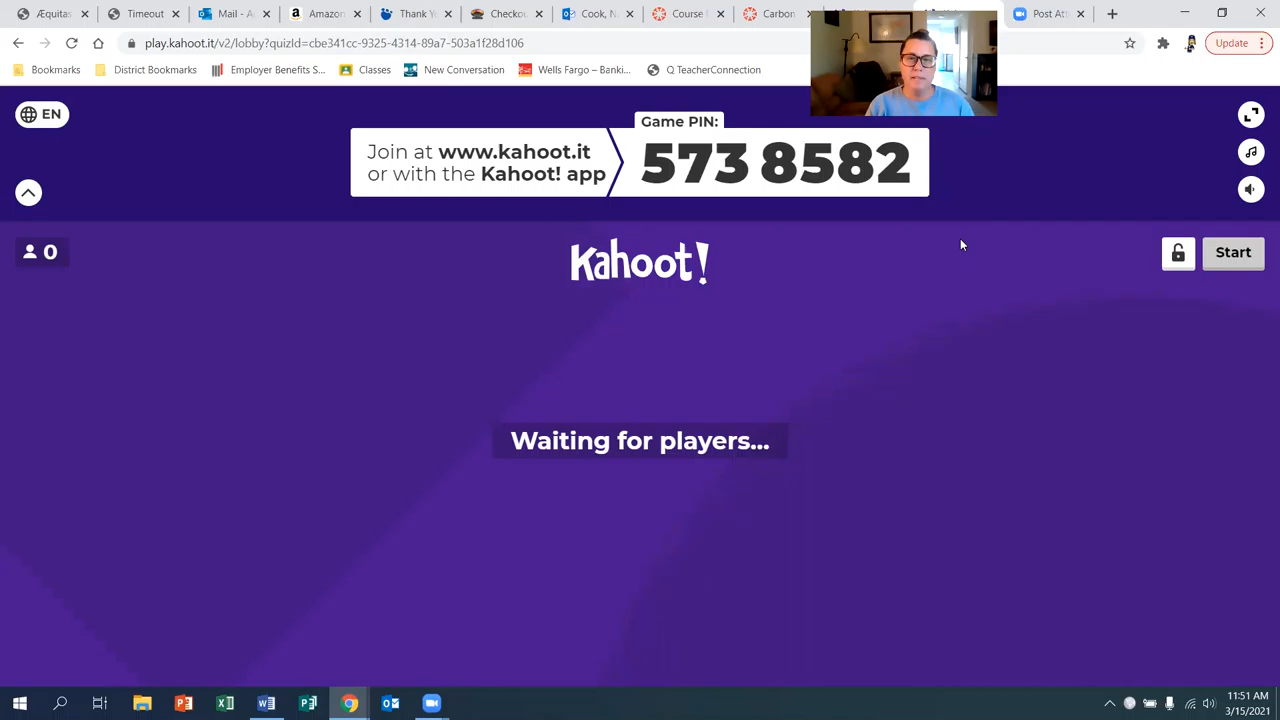 Æquitas
Timeout
Mail
Amazon
Thank Y
Checkou
Cook, N
Course
Carbon
Post Att
play.kahoot.it/v2/lobby?quizId=cbe341cc-9325-4314-89a7-503a1f28d106
Update
Bookmarks
District Bookmarks
Employee
Classes
New Conversation
Wells Fargo – Banki...
Q TeacherConnection
EN
Game PIN:
Join at www.kahoot.it
or with the Kahoot! app
573 8582
0
Kahoot!
Start
Waiting for players...
11:51 AM
3/15/2021